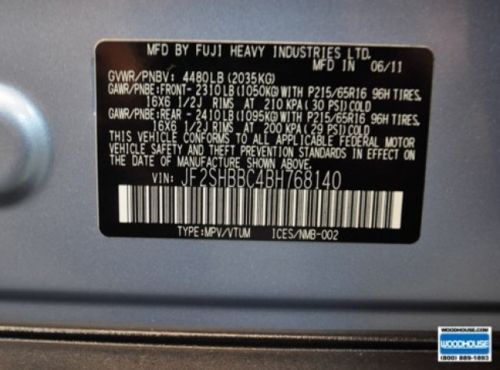 MFD BY FUJI HEAVY INDUSTRIES LTD.
MFD IN 06/11
GVWR/PNBV: 4480LB(2035KG)
GAWR/PNBE:FRONT-2310LB(1050KG)WITH P215/65R16 96H TIRES.
16X6 1/2J RIMS AT 210 KPA (30 PSI)COLD
GAWR/PNBE:REAR -2410LB(1095KG)WITH P215/65R16 96H TIRES.
16X6 1/2J RIMS AT 200 KPA (29 PSI)COLD
THIS VEHICLE CONFORMS TO ALL APPLICABLE FEDERAL MOTOR
VEHICLE SAFETY AND THEFT PREVENTION STANDARDS
IN EFFECT ON THE DATE OF MANUFACTURE SHOWN ABOVE.
VIN: JF2SHBBC4BH768140
TYPE:MPV/VTUM ICES/NMB-002
WWW.WOODHOUSE.COM
WOODHOUSE
(800) 889-1893